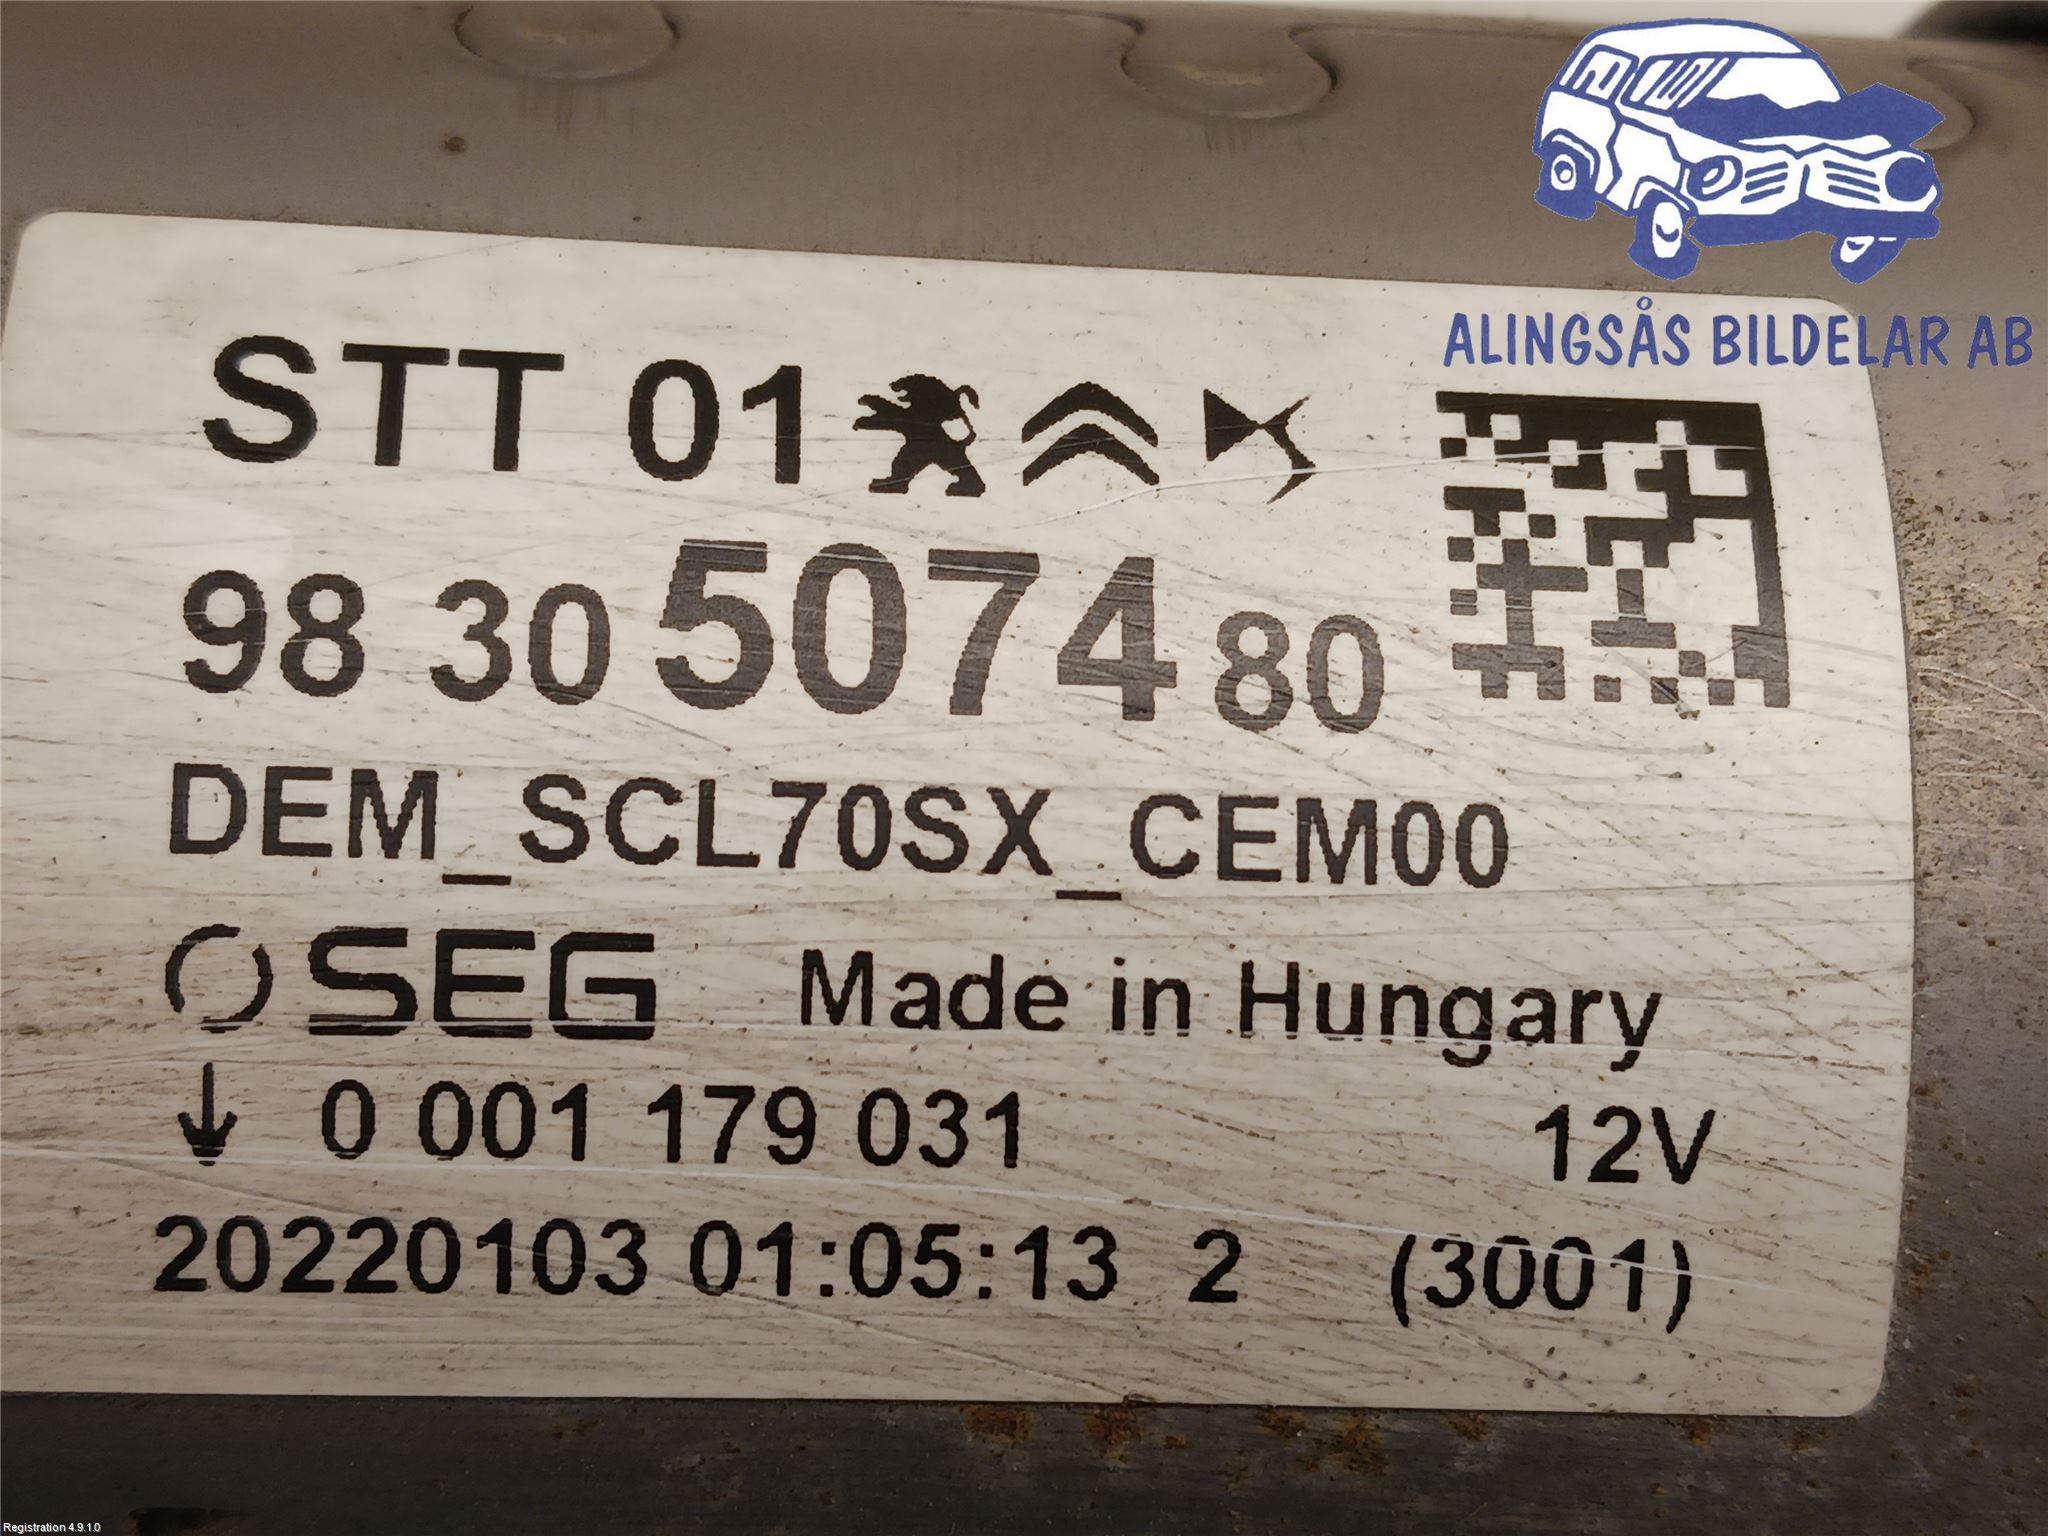 ALINGSÅS BILDELAR AB
STT 01
98 30 5074 80
DEM_SCL70SX_CEM00
SEG Made in Hungary
↓ 0 001 179 031 12V
20220103 01:05:13 2 (3001)
Registration 4.9.1.0